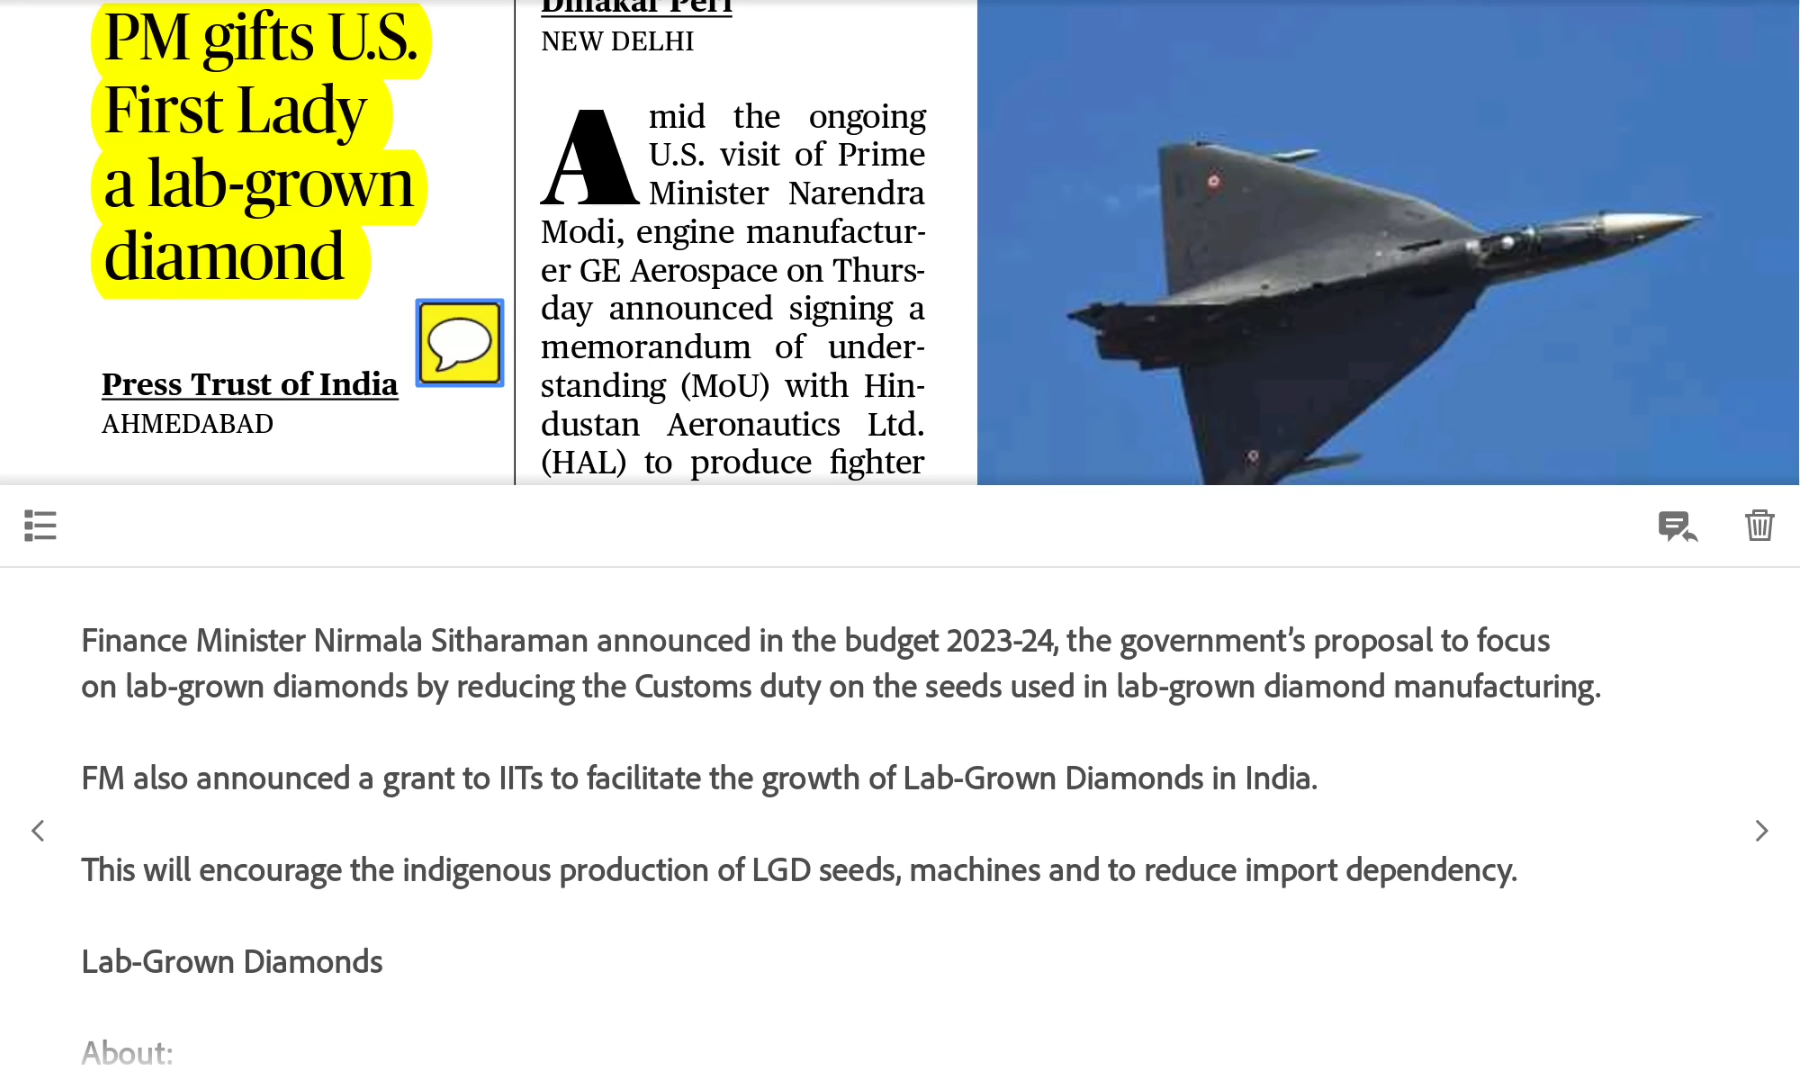 PM gifts U.S.
First Lady
a lab-grown
diamond
Press Trust of India
AHMEDABAD
Dinakar Peri
NEW DELHI
Amid the ongoing
U.S. visit of Prime
Minister Narendra
Modi, engine manufactur-
er GE Aerospace on Thurs-
day announced signing a
memorandum of under-
standing (MoU) with Hin-
dustan Aeronautics Ltd.
(HAL) to produce fighter
Finance Minister Nirmala Sitharaman announced in the budget 2023-24, the government’s proposal to focus
on lab-grown diamonds by reducing the Customs duty on the seeds used in lab-grown diamond manufacturing.
FM also announced a grant to IITs to facilitate the growth of Lab-Grown Diamonds in India.
This will encourage the indigenous production of LGD seeds, machines and to reduce import dependency.
Lab-Grown Diamonds
About: